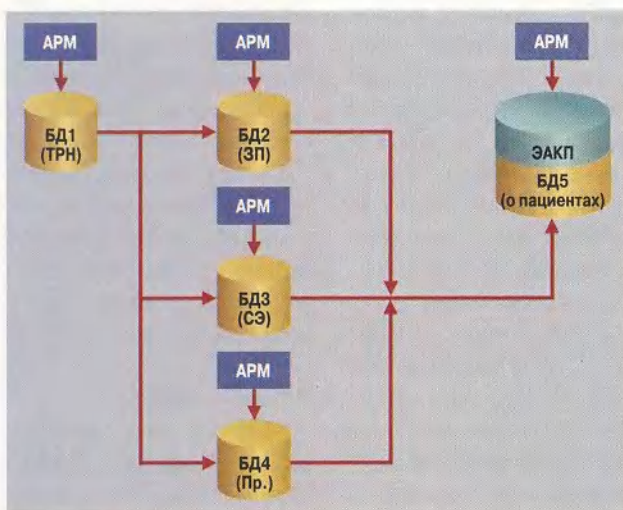 АРМ
АРМ
АРМ
БД1
(ТРН)
БД2
(ЗП)
ЭАКП
БД5
(о пациентах)
АРМ
БД3
(СЭ)
АРМ
БД4
(Пр.)